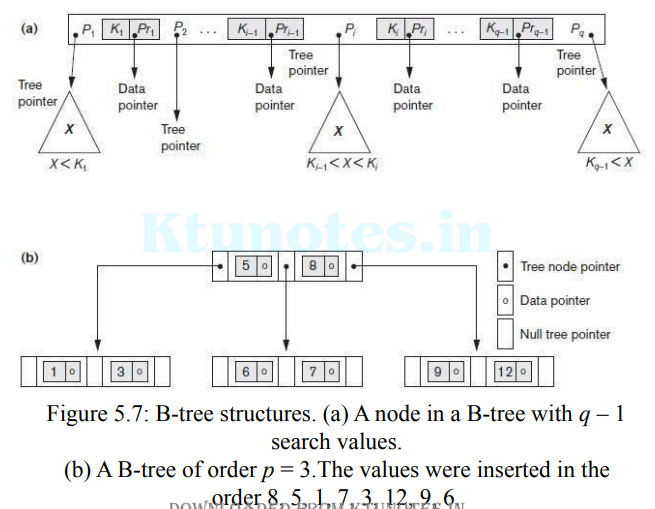 (a)
P1 K1 Pr1 P2 . . . Ki–1 Pri–1 Pi Ki Pri . . . Kq–1 Prq–1 Pq
Tree pointer
Data pointer
Tree pointer
Tree pointer
Data pointer
Data pointer
Data pointer
Tree pointer
X
X
X
X < K1
Ki–1 < X < Ki
Kq–1 < X
Ktunotes.in
(b)
5 o 8 o
Tree node pointer
o Data pointer
Null tree pointer
1 o 3 o
6 o 7 o
9 o 12 o
Figure 5.7: B-tree structures. (a) A node in a B-tree with q – 1
search values.
(b) A B-tree of order p = 3.The values were inserted in the
order 8, 5, 1, 7, 3, 12, 9, 6.
DOWNLOADED FROM KTUNOTES.IN